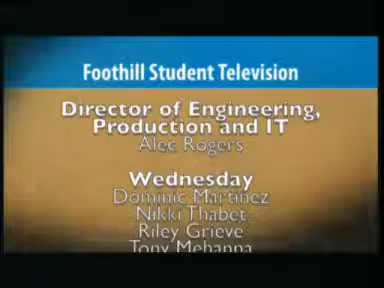 Foothill Student Television
Director of Engineering,
Production and IT
Alec Rogers
Wednesday
Dominic Martinez
Nikki Thabet
Riley Grieve
Tony Mehanna